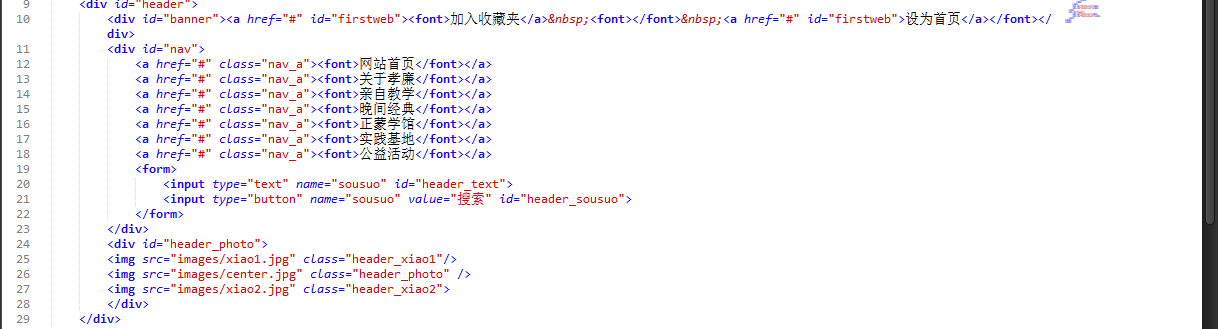 9 <div id="header">
10 <div id="banner"><a href="#" id="firstweb"><font>加入收藏夹</a>&nbsp;<font></font>&nbsp;<a href="#" id="firstweb">设为首页</a></font></
div>
11 <div id="nav">
12 <a href="#" class="nav_a"><font>网站首页</font></a>
13 <a href="#" class="nav_a"><font>关于孝廉</font></a>
14 <a href="#" class="nav_a"><font>亲自教学</font></a>
15 <a href="#" class="nav_a"><font>晚间经典</font></a>
16 <a href="#" class="nav_a"><font>正蒙学馆</font></a>
17 <a href="#" class="nav_a"><font>实践基地</font></a>
18 <a href="#" class="nav_a"><font>公益活动</font></a>
19 <form>
20 <input type="text" name="sousuo" id="header_text">
21 <input type="button" name="sousuo" value="搜索" id="header_sousuo">
22 </form>
23 </div>
24 <div id="header_photo">
25 <img src="images/xiao1.jpg" class="header_xiao1"/>
26 <img src="images/center.jpg" class="header_photo" />
27 <img src="images/xiao2.jpg" class="header_xiao2">
28 </div>
29 </div>